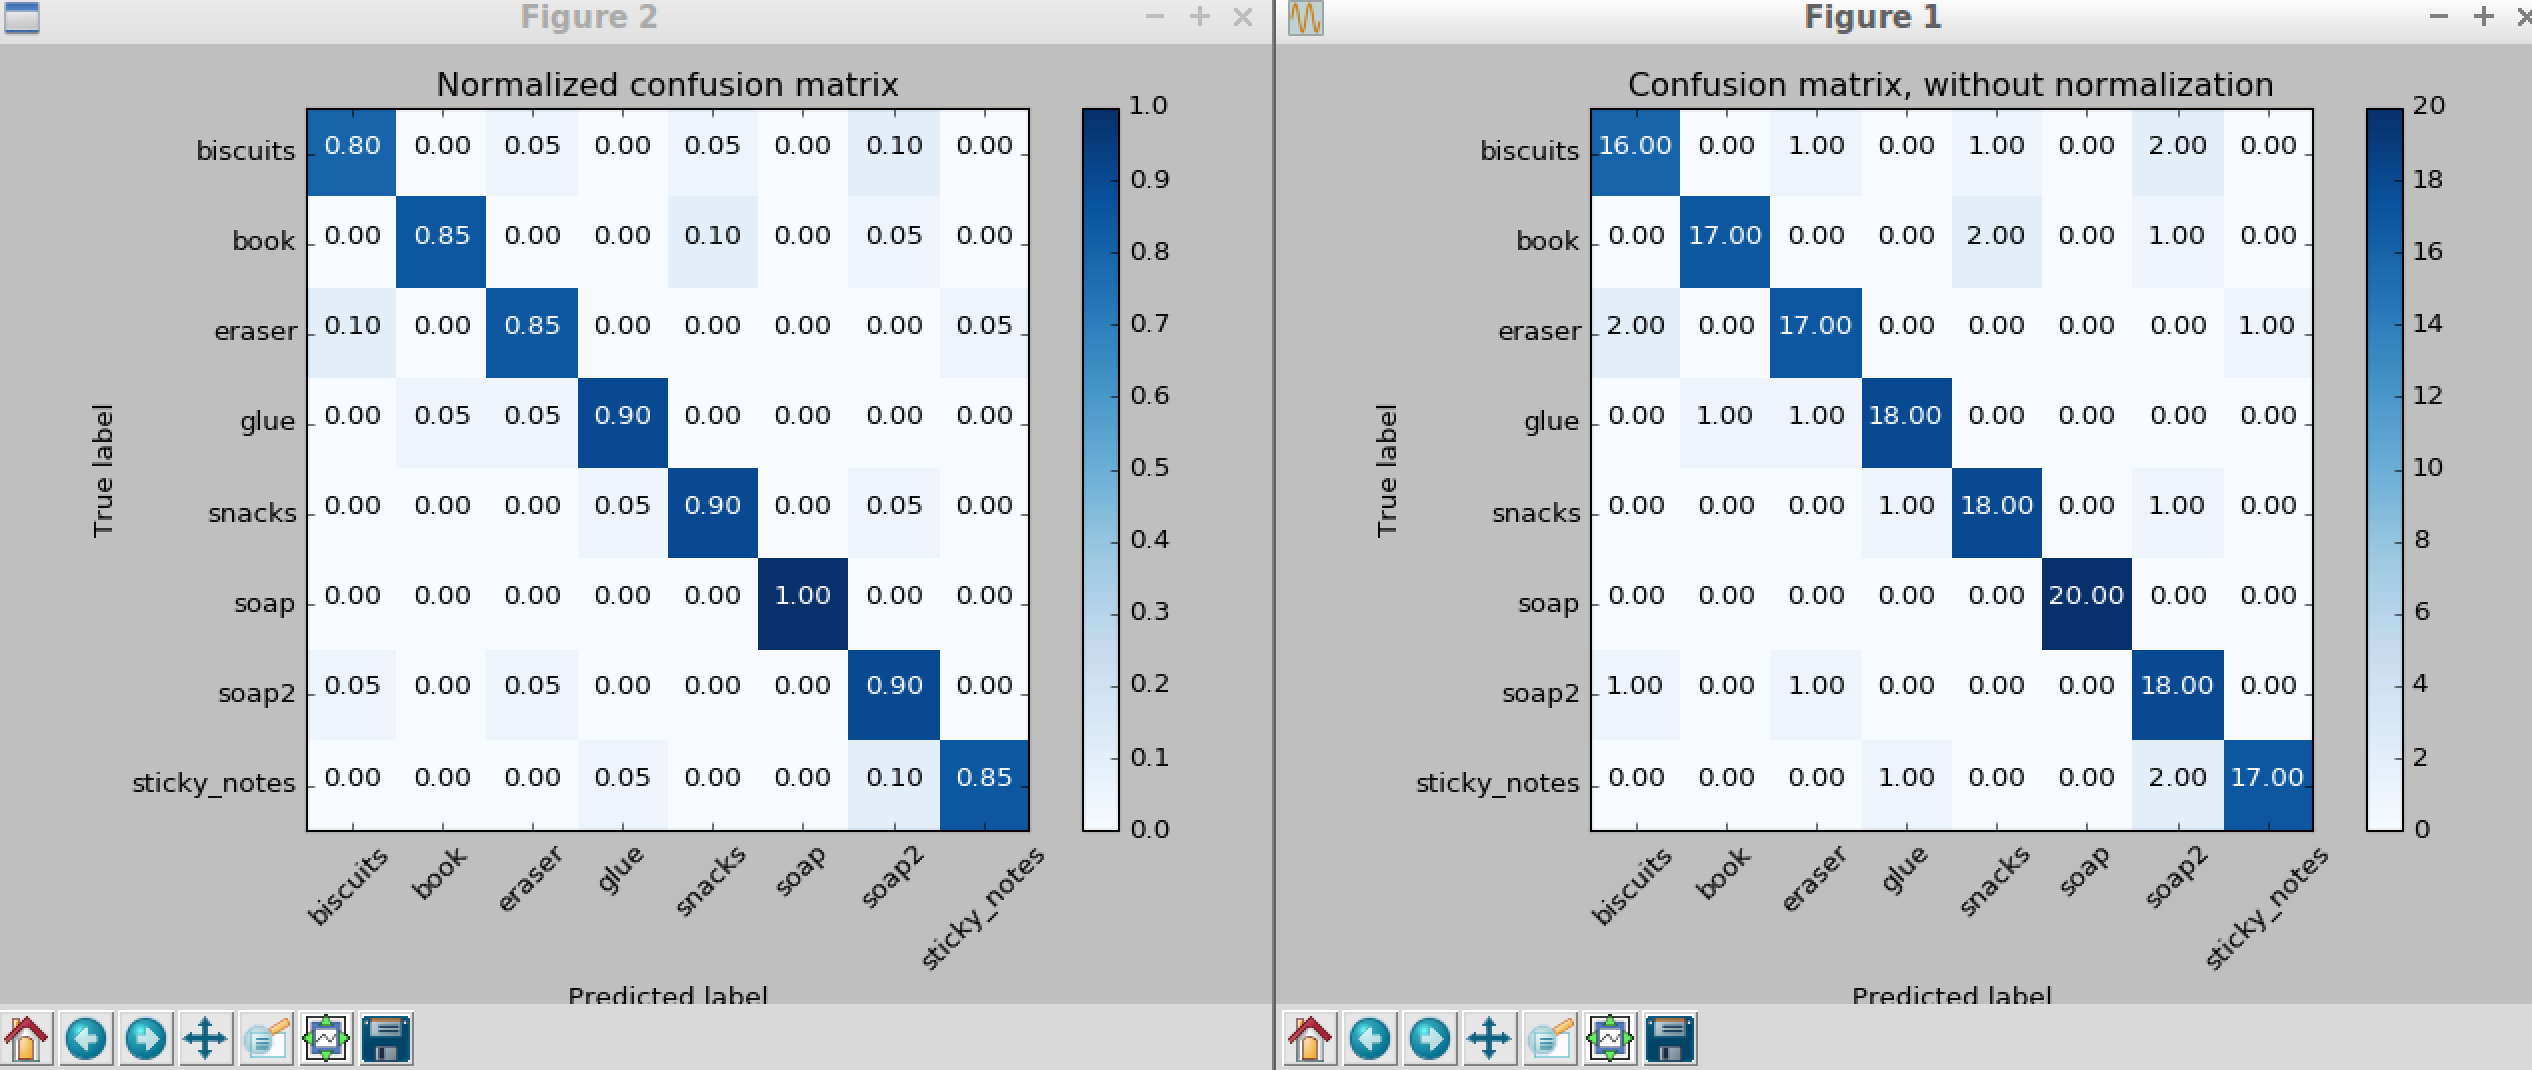 Figure 2
Normalized confusion matrix
biscuits 0.80 0.00 0.05 0.00 0.05 0.00 0.10 0.00
book 0.00 0.85 0.00 0.00 0.10 0.00 0.05 0.00
eraser 0.10 0.00 0.85 0.00 0.00 0.00 0.00 0.05
glue 0.00 0.05 0.05 0.90 0.00 0.00 0.00 0.00
snacks 0.00 0.00 0.00 0.05 0.90 0.00 0.05 0.00
soap 0.00 0.00 0.00 0.00 0.00 1.00 0.00 0.00
soap2 0.05 0.00 0.05 0.00 0.00 0.00 0.90 0.00
sticky_notes 0.00 0.00 0.00 0.05 0.00 0.00 0.10 0.85
True label
biscuits book eraser glue snacks soap soap2 sticky_notes
Predicted label
1.0
0.9
0.8
0.7
0.6
0.5
0.4
0.3
0.2
0.1
0.0
Figure 1
Confusion matrix, without normalization
biscuits 16.00 0.00 1.00 0.00 1.00 0.00 2.00 0.00
book 0.00 17.00 0.00 0.00 2.00 0.00 1.00 0.00
eraser 2.00 0.00 17.00 0.00 0.00 0.00 0.00 1.00
glue 0.00 1.00 1.00 18.00 0.00 0.00 0.00 0.00
snacks 0.00 0.00 0.00 1.00 18.00 0.00 1.00 0.00
soap 0.00 0.00 0.00 0.00 0.00 20.00 0.00 0.00
soap2 1.00 0.00 1.00 0.00 0.00 0.00 18.00 0.00
sticky_notes 0.00 0.00 0.00 1.00 0.00 0.00 2.00 17.00
True label
biscuits book eraser glue snacks soap soap2 sticky_notes
Predicted label
20
18
16
14
12
10
8
6
4
2
0